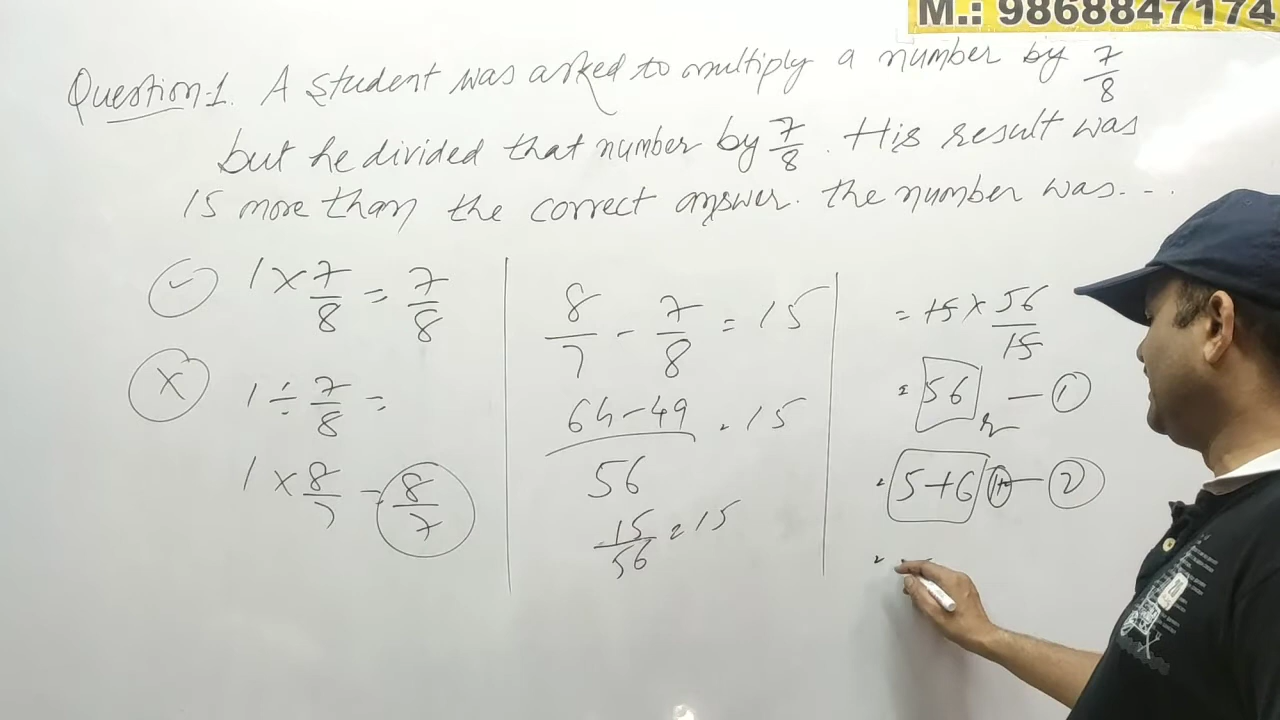 M.: 9868847174
Question-1. A student was asked to multiply a number by 7/8
but he divided that number by 7/8. His result was
15 more than the correct answer. the number was...
✓ 1 × 7/8 = 7/8
X 1 ÷ 7/8 =
1 × 8/7 = 8/7
8/7 - 7/8 = 15
64-49/56 = 15
15/56 = 15
= 15 × 56/15
= 56 — 1
= 5+6 11 — 2
=